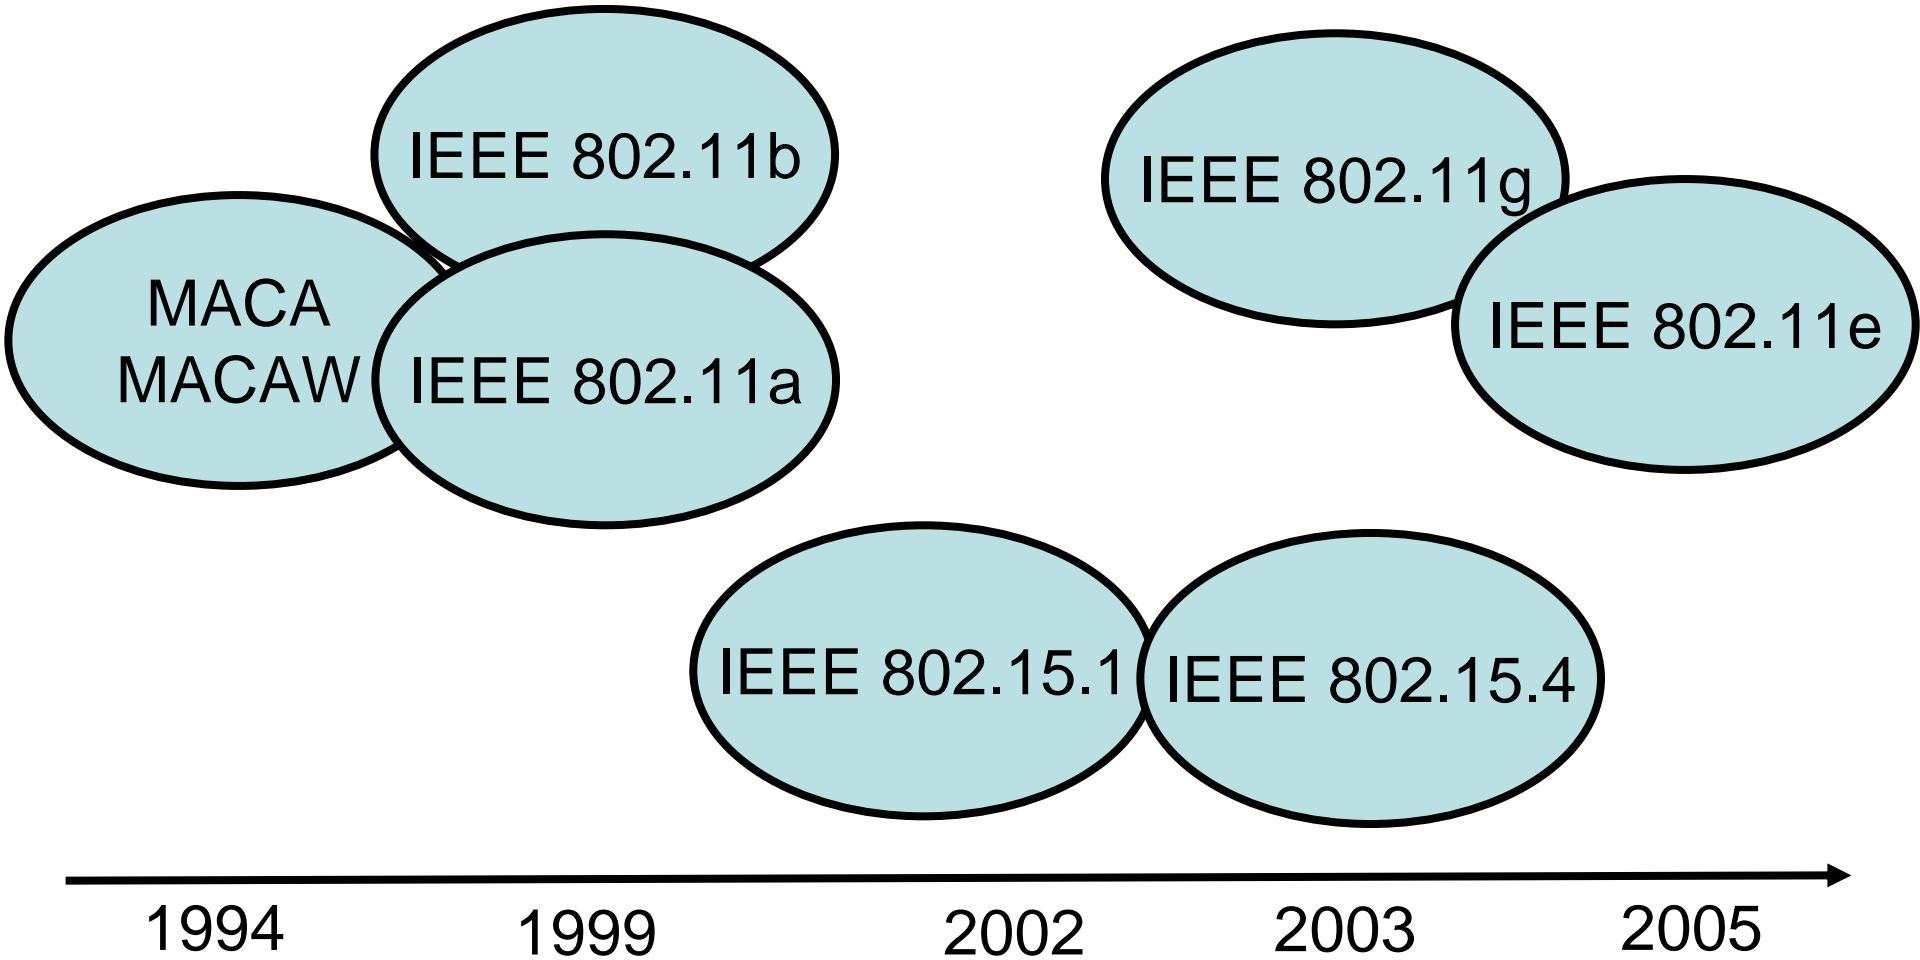 IEEE 802.11b
IEEE 802.11g
MACA
MACAW
IEEE 802.11a
IEEE 802.11e
IEEE 802.15.1
IEEE 802.15.4
1994
1999
2002
2003
2005